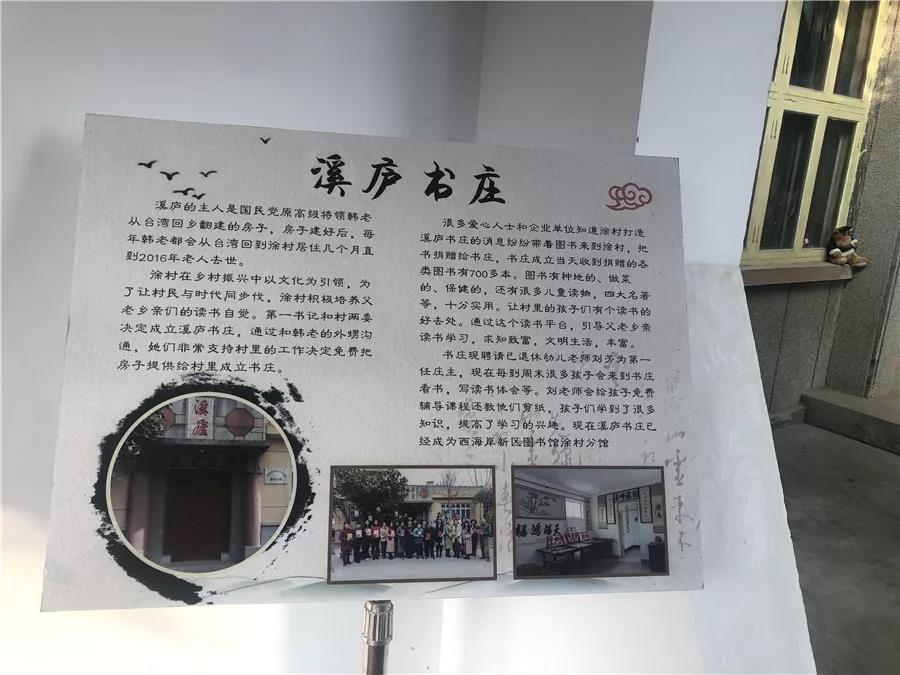 溪庐书庄
溪庐的主人是国民党原高级将领韩老
从台湾回乡翻建的房子，房子建好后，每
年韩老都会从台湾回到涂村居住几个月直
到2016年老人去世。
涂村在乡村振兴中以文化为引领，为
了让村民与时代同步伐，涂村积极培养父
老乡亲们的读书自觉。第一书记和村两委
决定成立溪庐书庄，通过和韩老的外甥沟
通，她们非常支持村里的工作决定免费把
房子提供给村里成立书庄。
很多爱心人士和企业单位知道涂村打造
溪庐书庄的消息纷纷带着图书来到涂村，把
书捐赠给书庄，书庄成立当天收到捐赠的各
类图书有700多本。图书有种地的、做菜
的、保健的，还有很多儿童读物，四大名著
等，十分实用。让村里的孩子们有个读书的
好去处。通过这个读书平台，引导父老乡亲
读书学习，求知致富，文明生活，丰富。
书庄现聘请已退休幼儿老师刘芳为第一
任庄主，现在每到周末很多孩子会来到书庄
看书，写读书体会等。刘老师会给孩子免费
辅导课程还教他们剪纸，孩子们学到了很多
知识，提高了学习的兴趣。现在溪庐书庄已
经成为西海岸新区图书馆涂村分馆
溪
廬